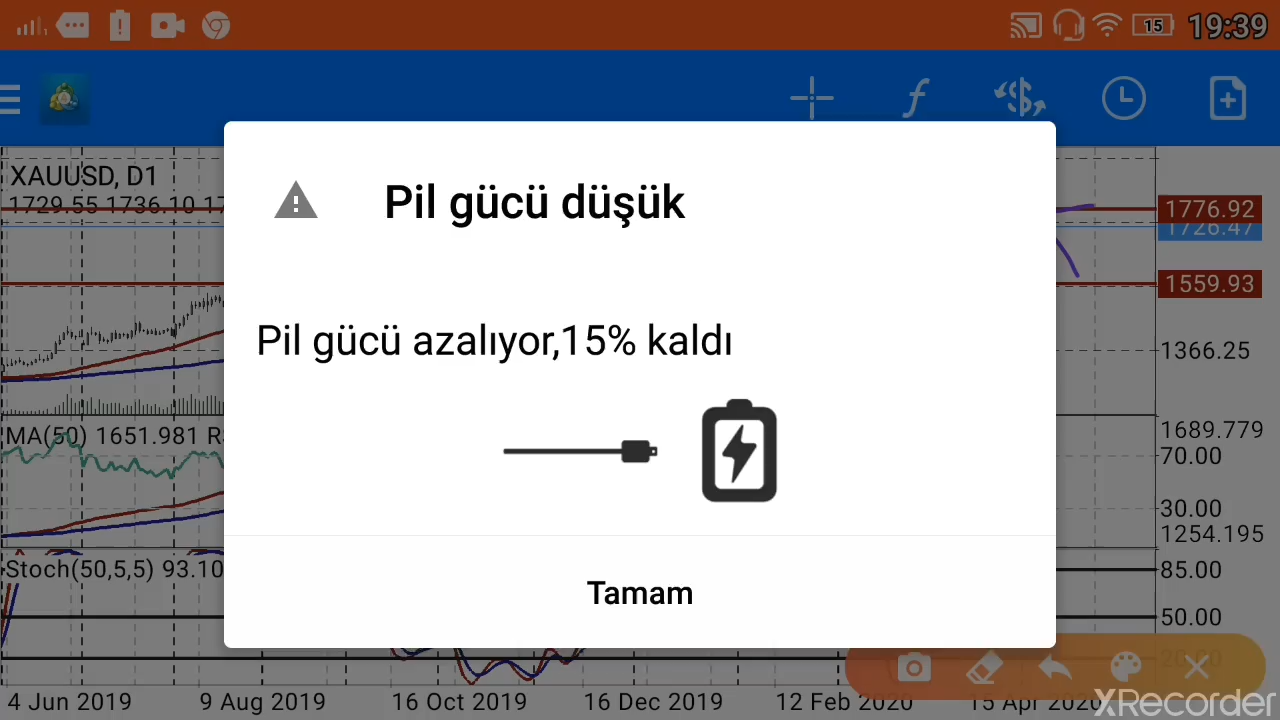 15 19:39
XAUUSD, D1
1729.55 1736.10
Pil gücü düşük
1776.92
1726.47
1559.93
Pil gücü azalıyor,15% kaldı
1366.25
MA(50) 1651.981
1689.779
70.00
30.00
1254.195
Stoch(50,5,5) 93.10
85.00
Tamam
50.00
20.00
4 Jun 2019 9 Aug 2019 16 Oct 2019 16 Dec 2019 12 Feb 2020 15 Apr 2020
XRecorder